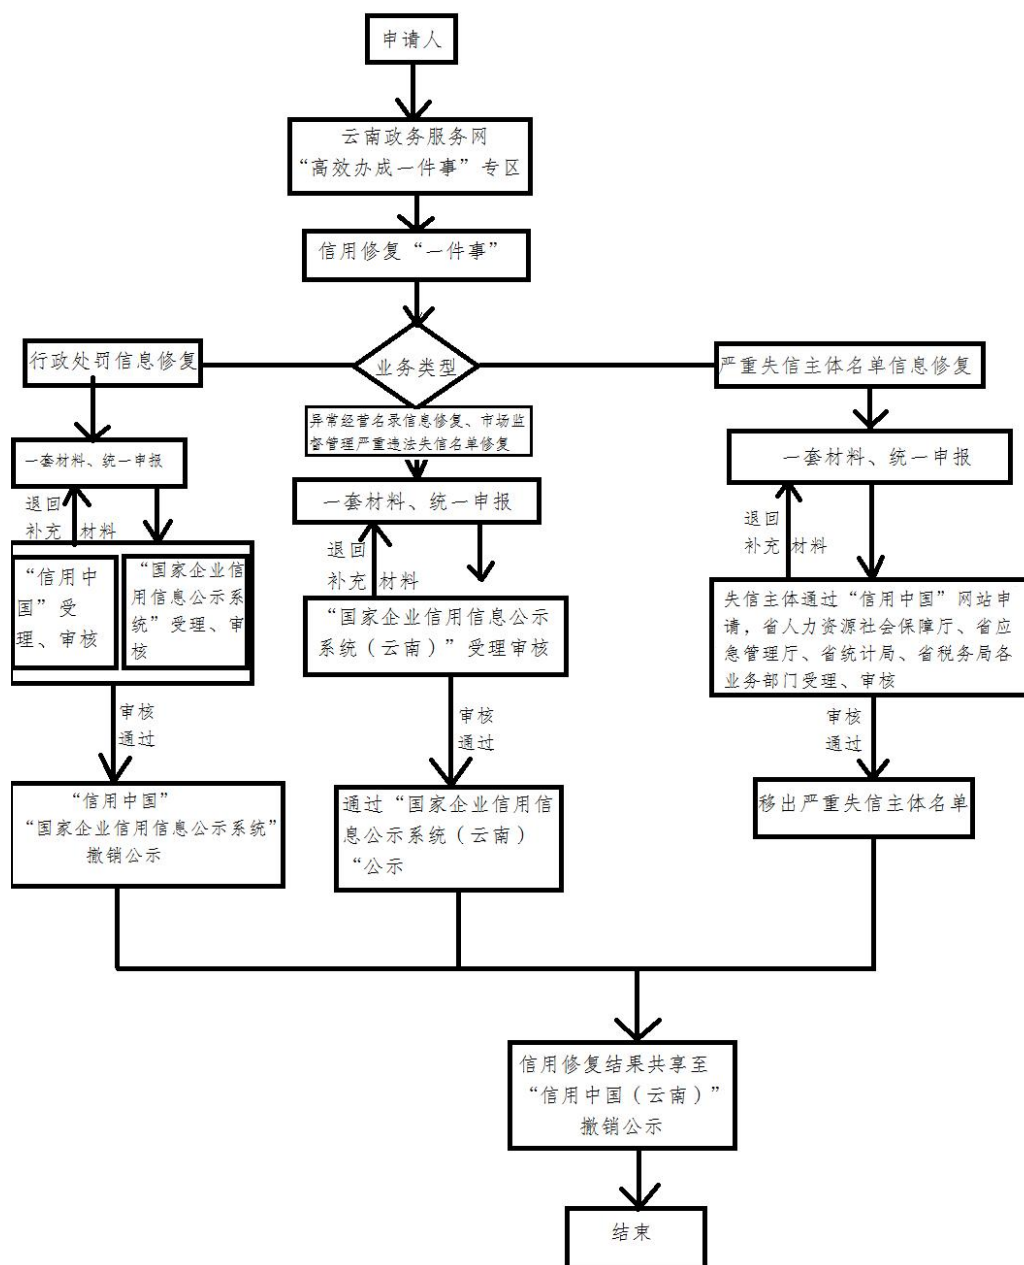 申请人
云南政务服务网
“高效办成一件事”专区
信用修复“一件事”
业务类型
行政处罚信息修复
一套材料、统一申报
退回
补充 材料
“信用中
国”受
理、审核
“国家企业信
用信息公示系
统”受理、审
核
审核
通过
“信用中国”
“国家企业信用信息公示系统”
撤销公示
异常经营名录信息修复、市场监
督管理严重违法失信名单修复
一套材料、统一申报
退回
补充 材料
“国家企业信用信息公示
系统（云南）”受理审核
审核
通过
通过“国家企业信用信
息公示系统（云南）
“公示
严重失信主体名单信息修复
一套材料、统一申报
退回
补充 材料
失信主体通过“信用中国”网站申
请，省人力资源社会保障厅、省应
急管理厅、省统计局、省税务局各
业务部门受理、审核
审核
通过
移出严重失信主体名单
信用修复结果共享至
“信用中国（云南）”
撤销公示
结束